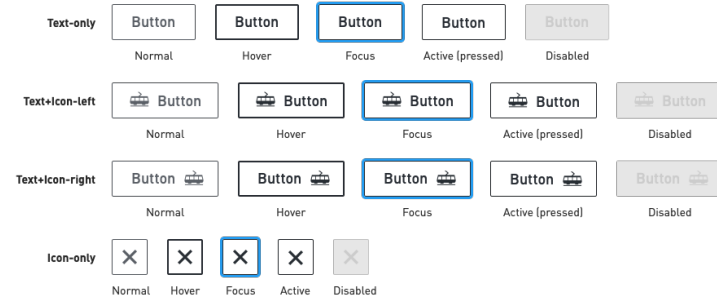 Text-only Button Button Button Button Button
Normal Hover Focus Active (pressed) Disabled
Text+Icon-left Button Button Button Button Button
Normal Hover Focus Active (pressed) Disabled
Text+Icon-right Button Button Button Button Button
Normal Hover Focus Active (pressed) Disabled
Icon-only
Normal Hover Focus Active Disabled